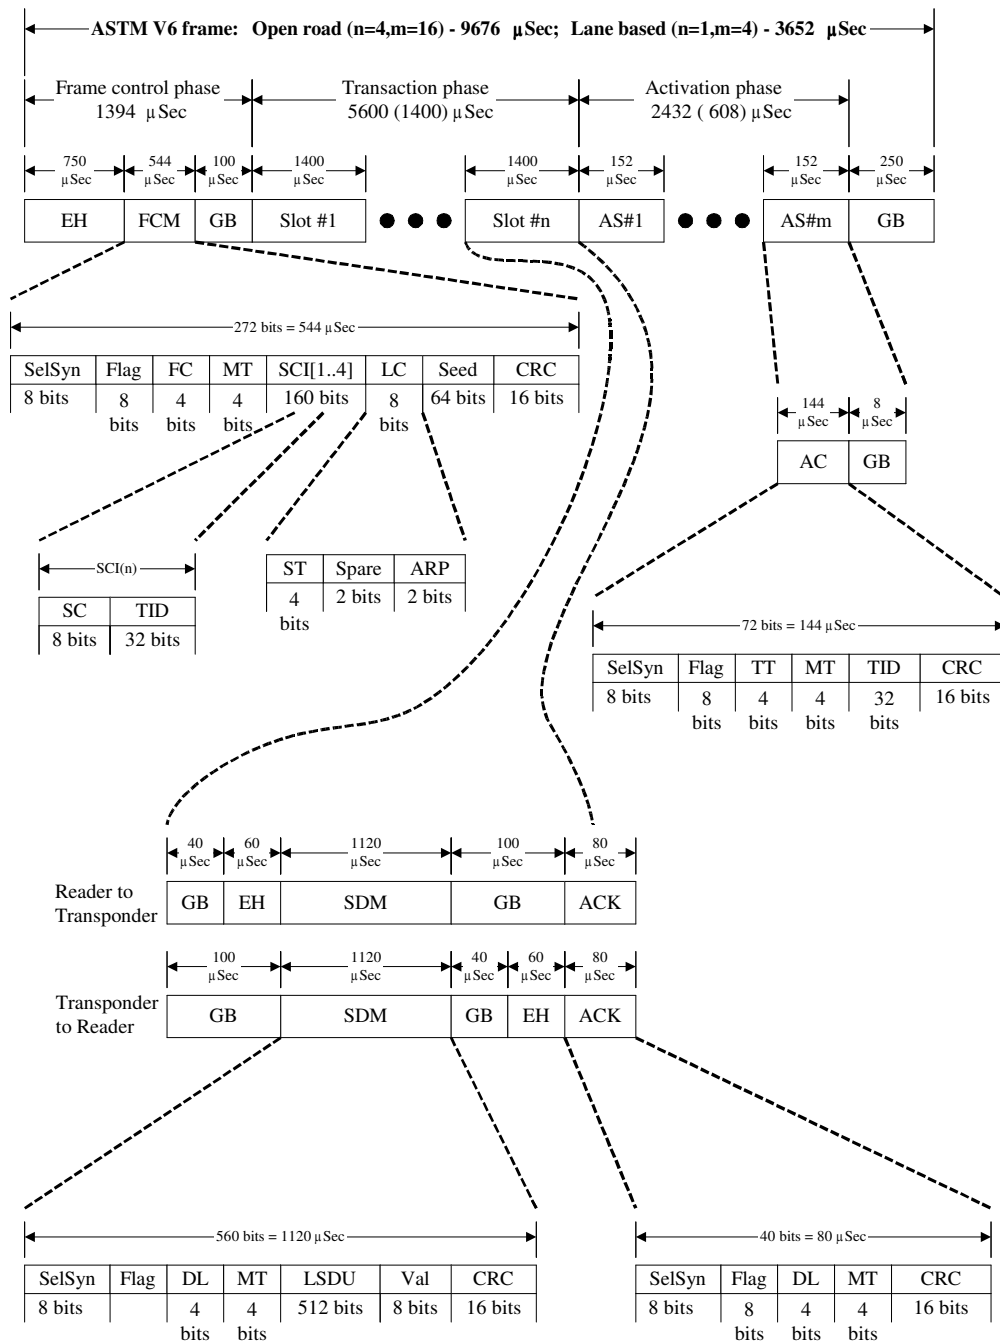 ASTM V6 frame: Open road (n=4,m=16) - 9676 µSec; Lane based (n=1,m=4) - 3652 µSec
Frame control phase
1394 µSec
Transaction phase
5600 (1400) µSec
Activation phase
2432 ( 608) µSec
750
µSec
544
µSec
100
µSec
1400
µSec
1400
µSec
152
µSec
152
µSec
250
µSec
EH FCM GB Slot #1 Slot #n AS#1 AS#m GB
272 bits = 544 µSec
SelSyn Flag FC MT SCI[1..4] LC Seed CRC
8 bits
8
bits
4
bits
4
bits
160 bits
8
bits
64 bits
16 bits
144
µSec
8
µSec
AC GB
SCI(n)
SC TID
8 bits 32 bits
ST Spare ARP
4
bits
2 bits
2 bits
72 bits = 144 µSec
SelSyn Flag TT MT TID CRC
8 bits
8
bits
4
bits
4
bits
32
bits
16 bits
40
µSec
60
µSec
1120
µSec
100
µSec
80
µSec
Reader to
Transponder
GB EH SDM GB ACK
100
µSec
1120
µSec
40
µSec
60
µSec
80
µSec
Transponder
to Reader
GB SDM GB EH ACK
560 bits = 1120 µSec
SelSyn Flag DL MT LSDU Val CRC
8 bits
4
bits
4
bits
512 bits
8 bits
16 bits
40 bits = 80 µSec
SelSyn Flag DL MT CRC
8 bits
8
bits
4
bits
4
bits
16 bits